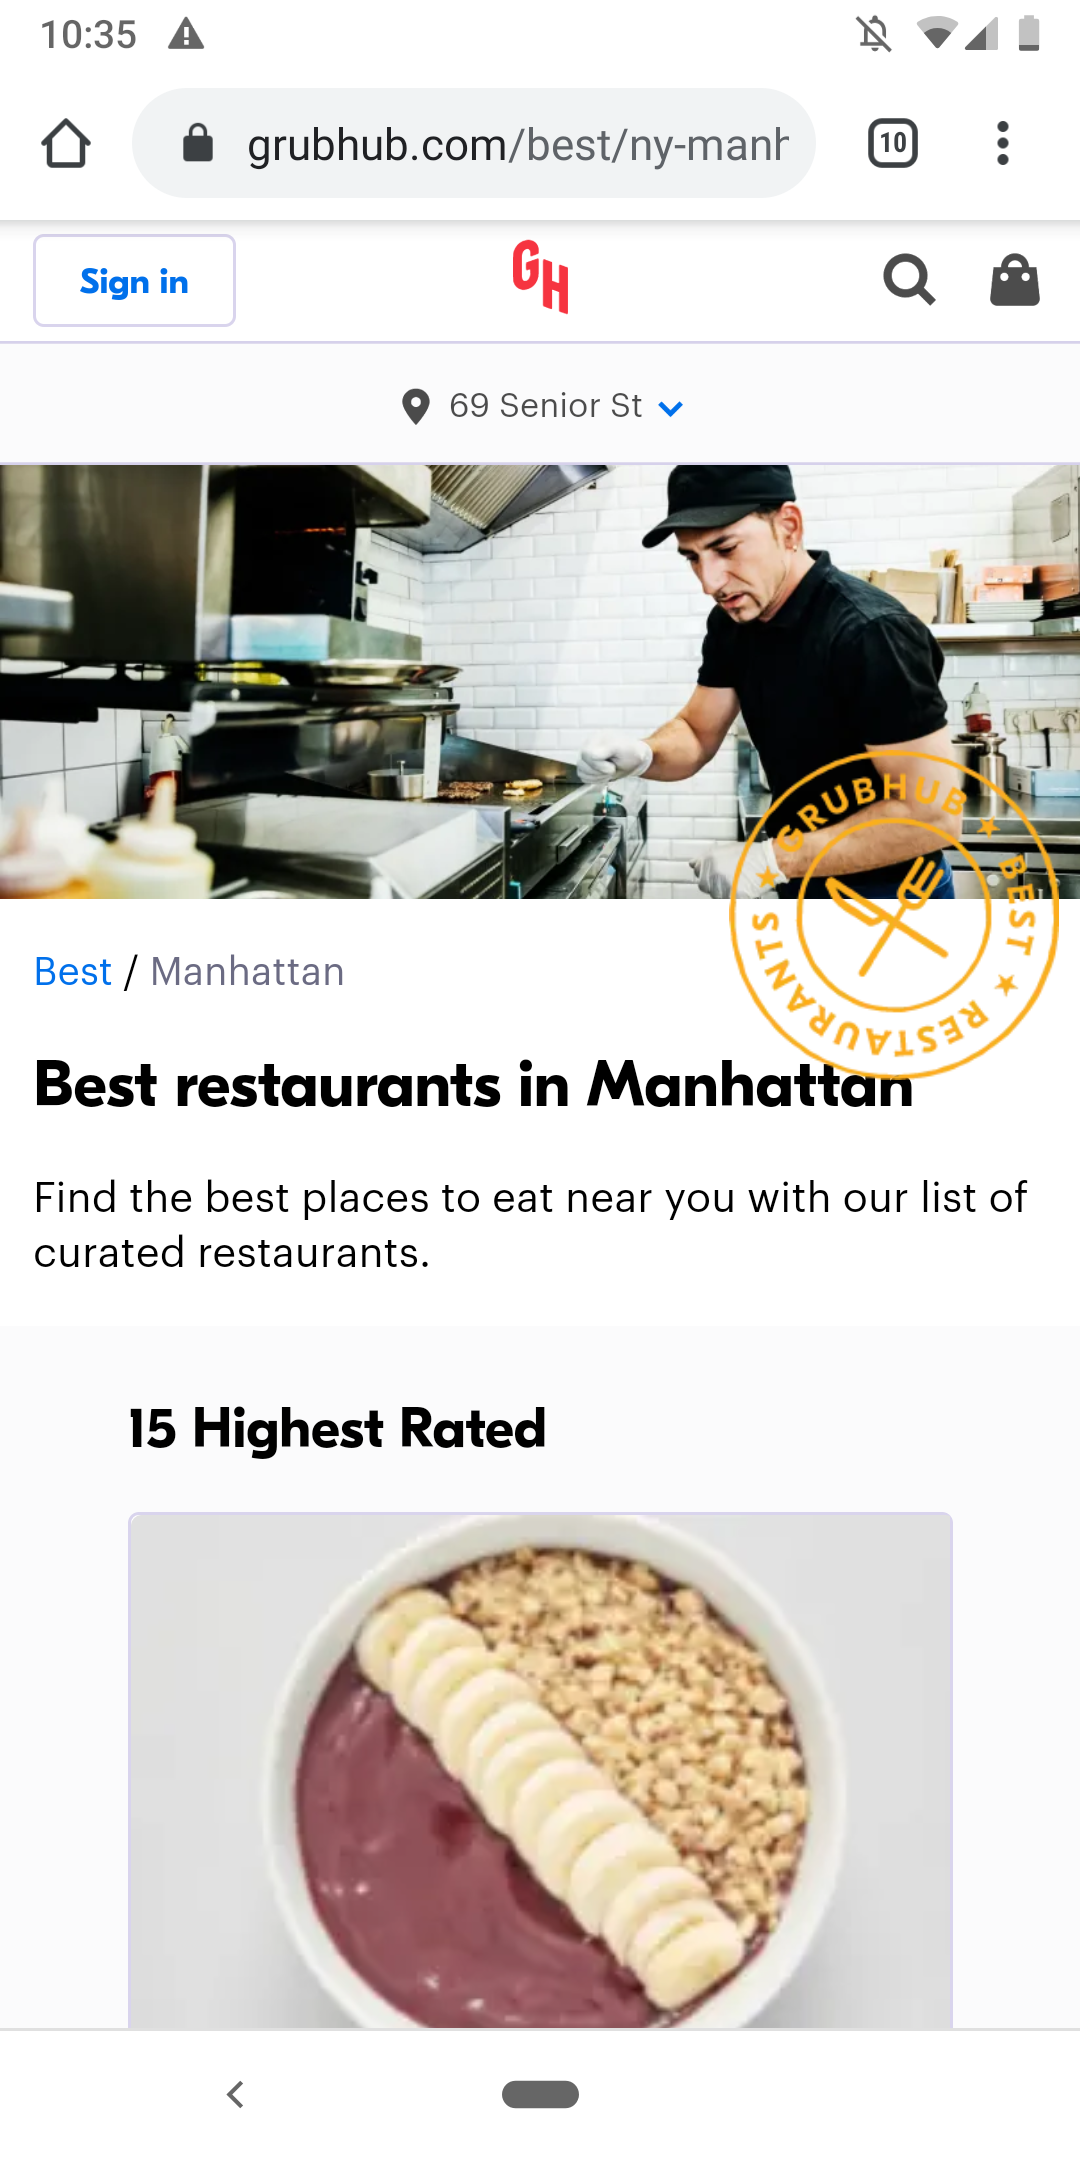 10:35
grubhub.com/best/ny-manh
10
Sign in
GH
69 Senior St
GRUBHUB ★ BEST ★ RESTAURANTS ★
Best / Manhattan
Best restaurants in Manhattan
Find the best places to eat near you with our list of
curated restaurants.
15 Highest Rated